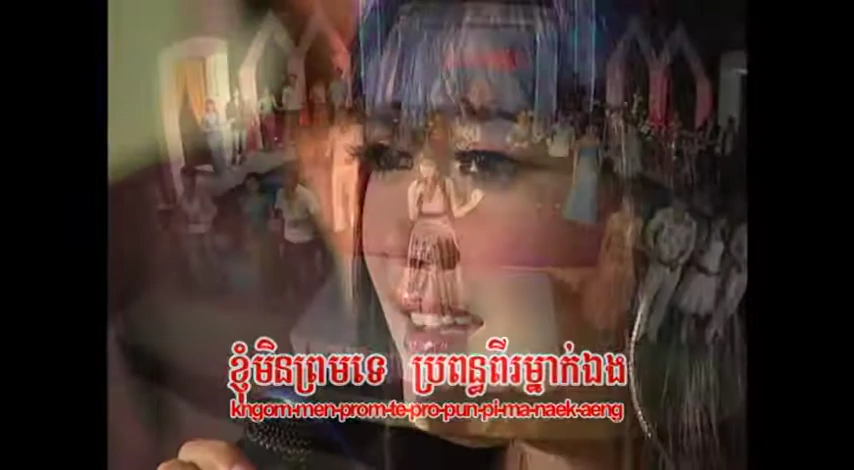 ខ្ញុំមិនព្រមទេ ប្រពន្ធពីរម្នាក់ឯង
kngom-men-prom-te-pro-pun-pi-ma-naek-aeng